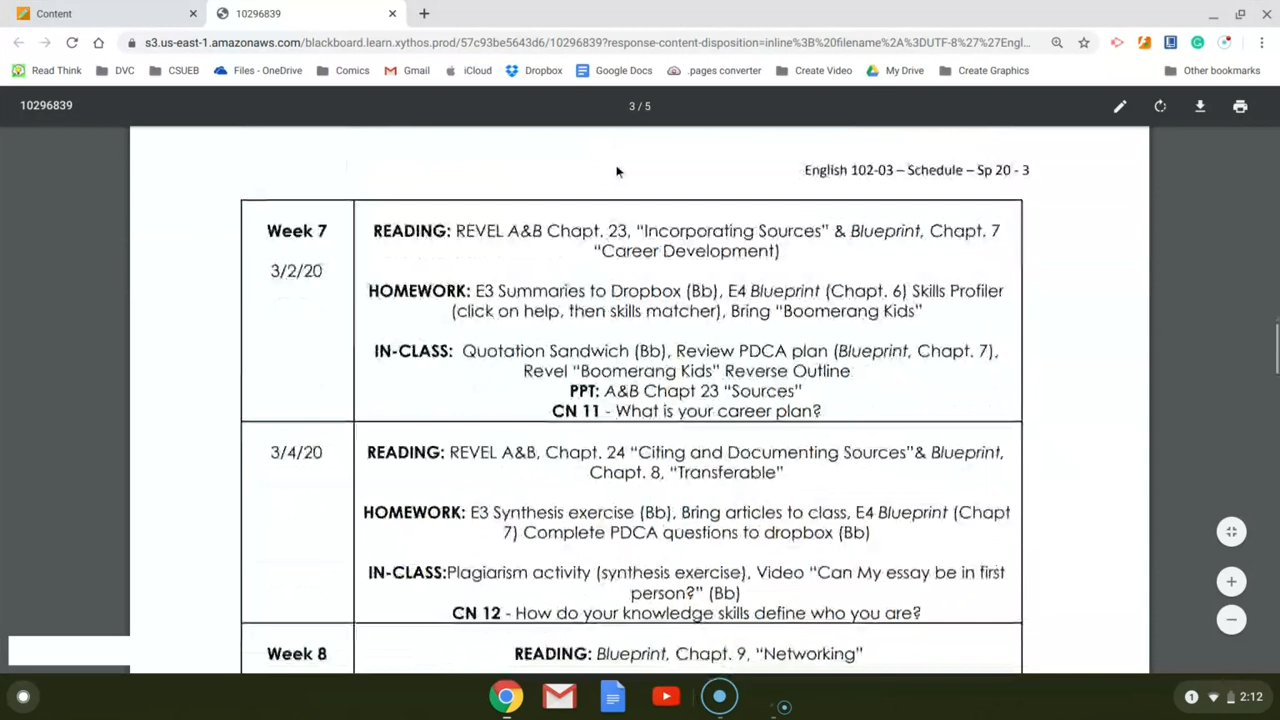 Content
10296839
s3.us-east-1.amazonaws.com/blackboard.learn.xythos.prod/57c93be5643d6/10296839?response-content-disposition=inline%3B%20filename%2A%3DUTF-8%27%27Engl...
Read Think
DVC
CSUEB
Files - OneDrive
Comics
Gmail
iCloud
Dropbox
Google Docs
.pages converter
Create Video
My Drive
Create Graphics
Other bookmarks
10296839
3 / 5
English 102-03 – Schedule – Sp 20 - 3
Week 7
3/2/20
READING: REVEL A&B Chapt. 23, “Incorporating Sources” & Blueprint, Chapt. 7
“Career Development)
HOMEWORK: E3 Summaries to Dropbox (Bb), E4 Blueprint (Chapt. 6) Skills Profiler
(click on help, then skills matcher), Bring “Boomerang Kids”
IN-CLASS: Quotation Sandwich (Bb), Review PDCA plan (Blueprint, Chapt. 7),
Revel “Boomerang Kids” Reverse Outline
PPT: A&B Chapt 23 “Sources”
CN 11 - What is your career plan?
3/4/20
READING: REVEL A&B, Chapt. 24 “Citing and Documenting Sources”& Blueprint,
Chapt. 8, “Transferable”
HOMEWORK: E3 Synthesis exercise (Bb), Bring articles to class, E4 Blueprint (Chapt
7) Complete PDCA questions to dropbox (Bb)
IN-CLASS:Plagiarism activity (synthesis exercise), Video “Can My essay be in first
person?” (Bb)
CN 12 - How do your knowledge skills define who you are?
Week 8
READING: Blueprint, Chapt. 9, “Networking”
1
2:12